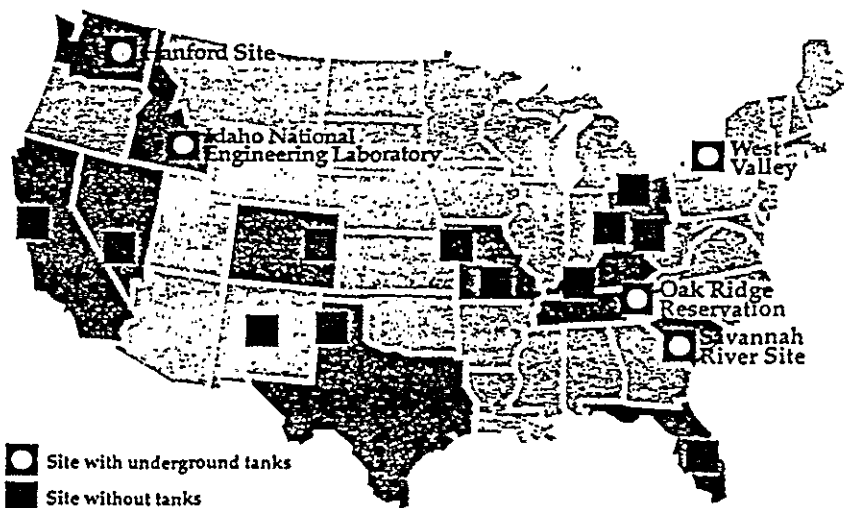 Hanford Site
Idaho National
Engineering Laboratory
West
Valley
Oak Ridge
Reservation
Savannah
River Site
Site with underground tanks
Site without tanks